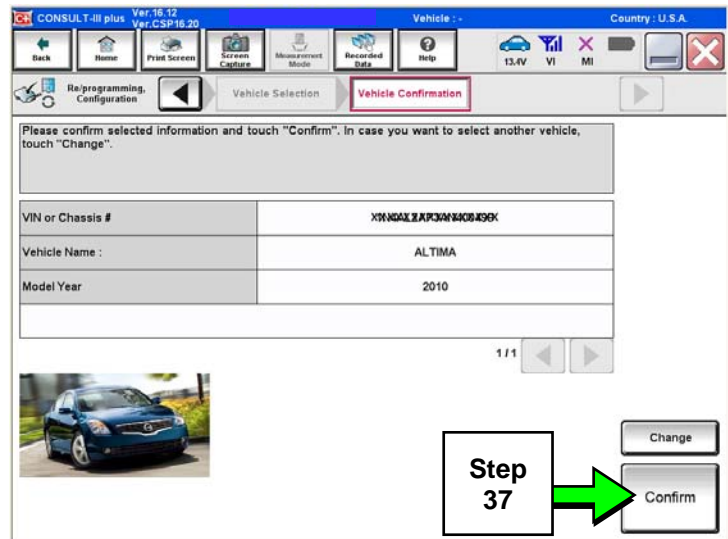 CONSULT-III plus Ver.16.12
Ver.CSP16.20
Vehicle : -
Country : U.S.A.
Back
Home
Print Screen
Screen
Capture
Measurement
Mode
Recorded
Data
Help
13.4V
VI
MI
Re/programming,
Configuration
Vehicle Selection
Vehicle Confirmation
Please confirm selected information and touch "Confirm". In case you want to select another vehicle,
touch "Change".
VIN or Chassis #
Vehicle Name :
ALTIMA
Model Year
2010
1/1
Change
Step
37
Confirm